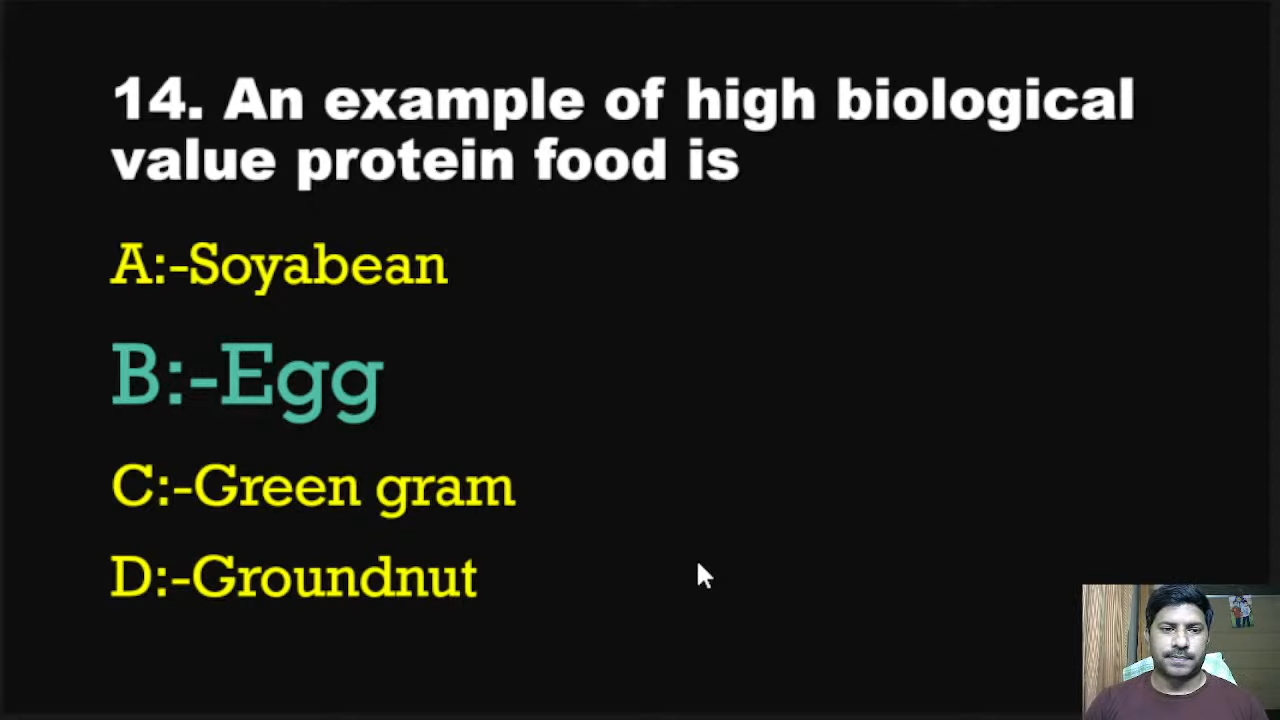 14. An example of high biological
value protein food is
A:-Soyabean
B:-Egg
C:-Green gram
D:-Groundnut